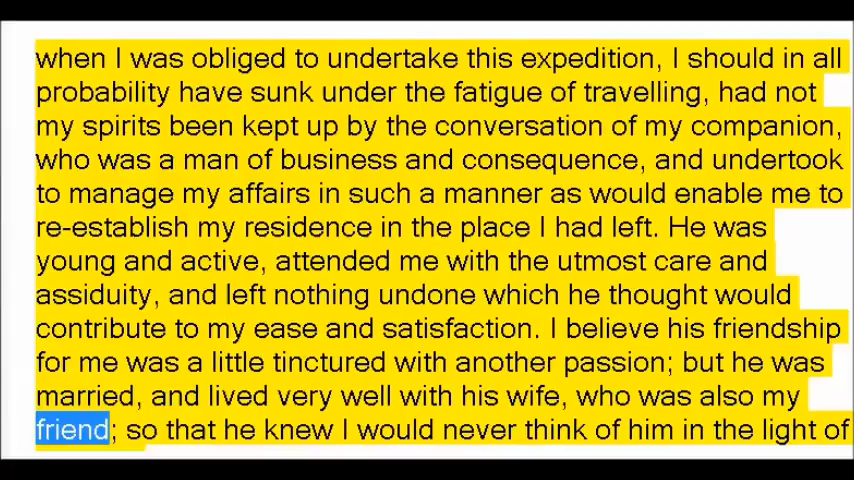 when I was obliged to undertake this expedition, I should in all
probability have sunk under the fatigue of travelling, had not
my spirits been kept up by the conversation of my companion,
who was a man of business and consequence, and undertook
to manage my affairs in such a manner as would enable me to
re-establish my residence in the place I had left. He was
young and active, attended me with the utmost care and
assiduity, and left nothing undone which he thought would
contribute to my ease and satisfaction. I believe his friendship
for me was a little tinctured with another passion; but he was
married, and lived very well with his wife, who was also my
friend; so that he knew I would never think of him in the light of